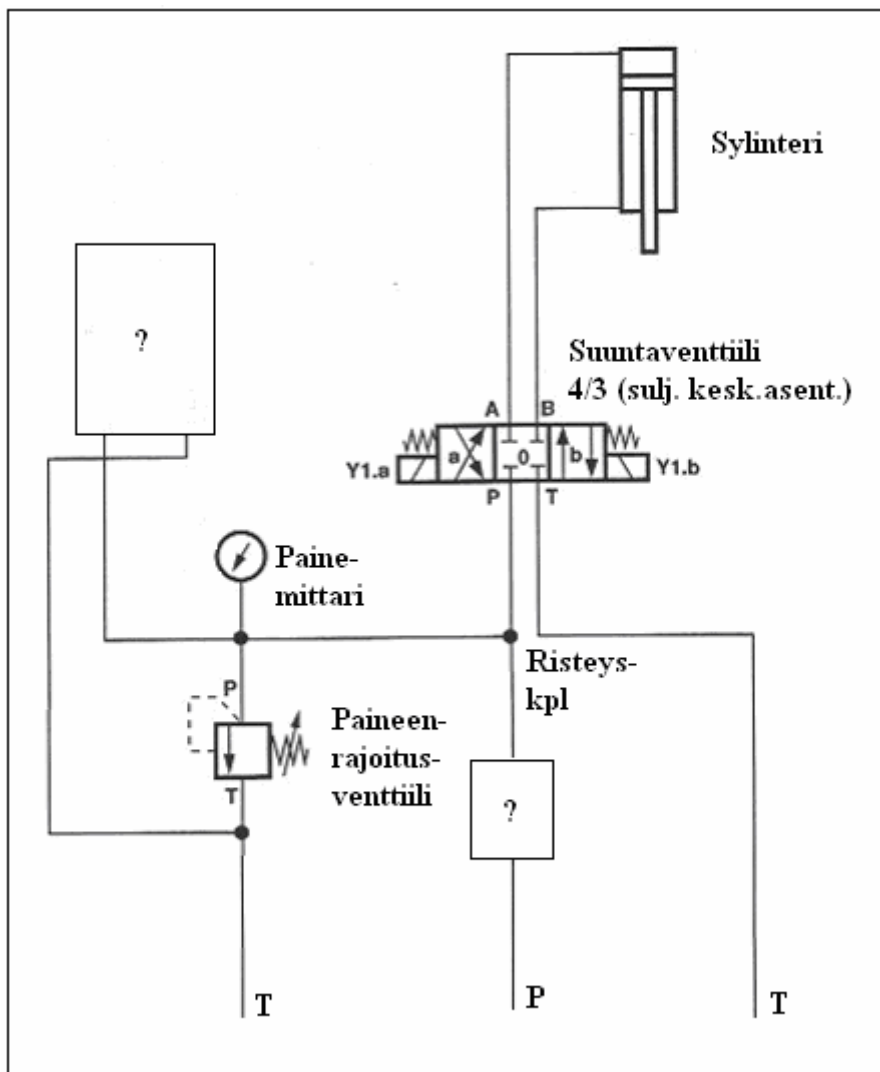 Sylinteri
?
Suuntaventtiili
4/3 (sulj. kesk.asent.)
A B
Y1.a a 0 b Y1.b
P T
Paine-
mittari
Risteys-
kpl
P
Paineen-
rajoitus-
venttiili
T
?
T
P
T